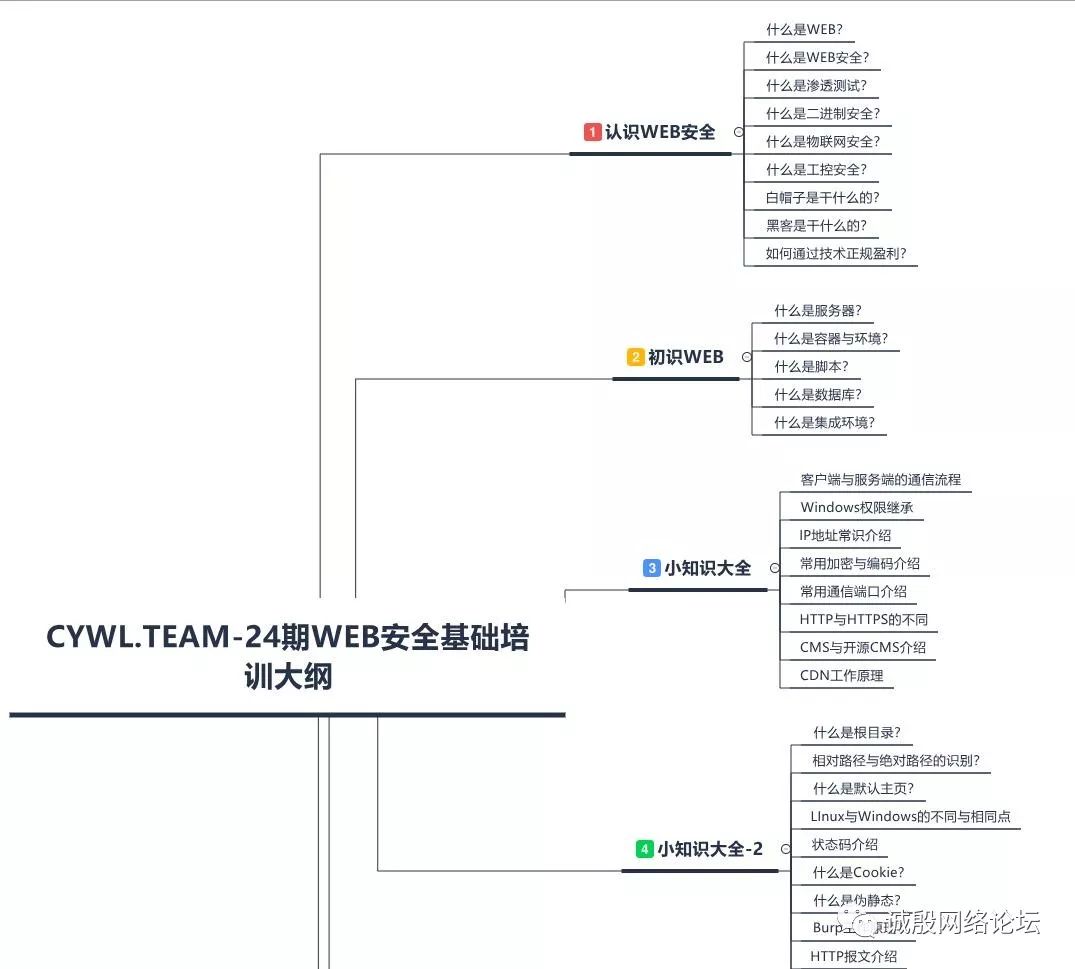 什么是WEB?
什么是WEB安全?
什么是渗透测试?
什么是二进制安全?
1 认识WEB安全
什么是物联网安全?
什么是工控安全?
白帽子是干什么的?
黑客是干什么的?
如何通过技术正规盈利?
什么是服务器?
什么是容器与环境?
2 初识WEB
什么是脚本?
什么是数据库?
什么是集成环境?
客户端与服务端的通信流程
Windows权限继承
IP地址常识介绍
3 小知识大全
常用加密与编码介绍
常用通信端口介绍
HTTP与HTTPS的不同
CMS与开源CMS介绍
CDN工作原理
CYWL.TEAM-24期WEB安全基础培
训大纲
什么是根目录?
相对路径与绝对路径的识别?
什么是默认主页?
LInux与Windows的不同与相同点
4 小知识大全-2
状态码介绍
什么是Cookie?
什么是伪静态?
Burp
HTTP报文介绍
诚殷网络论坛